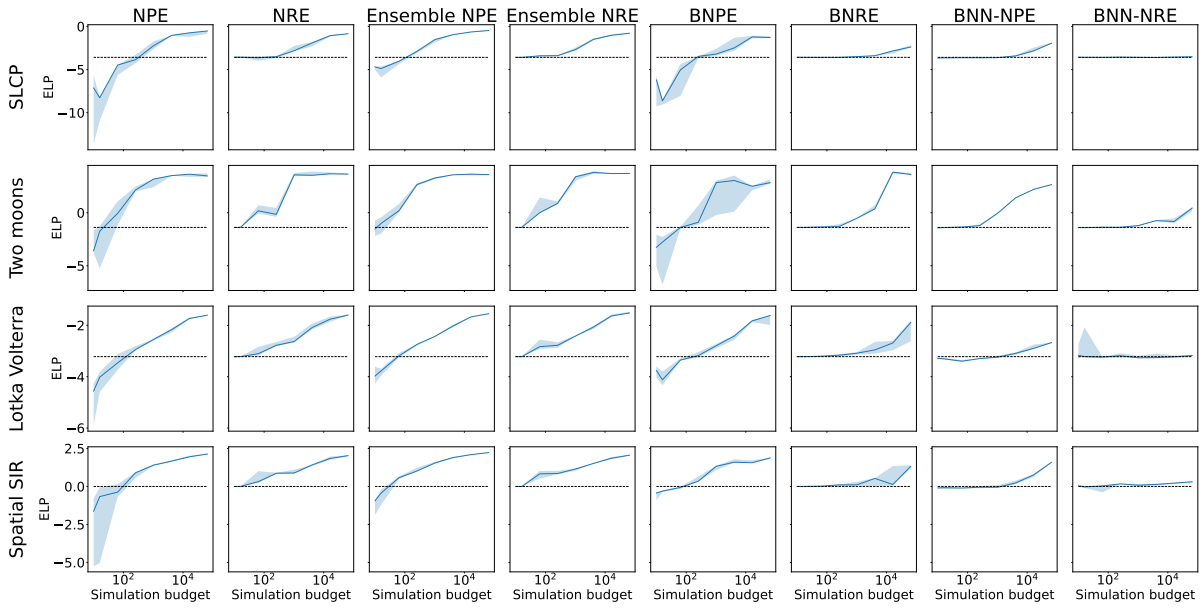 NPE NRE Ensemble NPE Ensemble NRE BNPE BNRE BNN-NPE BNN-NRE
SLCP
ELP
0
−5
−10
Two moons
ELP
0
−5
Lotka Volterra
ELP
−2
−4
−6
Spatial SIR
ELP
2.5
0.0
−2.5
−5.0
10² 10⁴ 10² 10⁴ 10² 10⁴ 10² 10⁴ 10² 10⁴ 10² 10⁴ 10² 10⁴ 10² 10⁴
Simulation budget Simulation budget Simulation budget Simulation budget Simulation budget Simulation budget Simulation budget Simulation budget